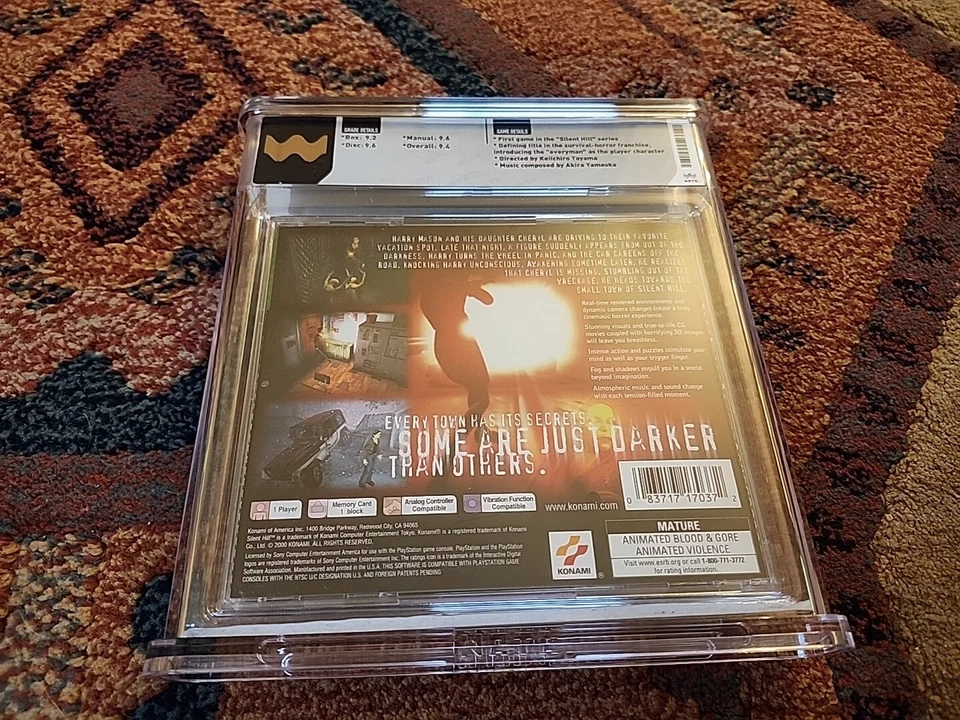 GRADE DETAILS
*Box: 9.2
*Disc: 9.6
*Manual: 9.6
*Overall: 9.4
GAME DETAILS
* First game in the "Silent Hill" series
* Defining title in the survival-horror franchise,
introducing the "everyman" as the player character
* Directed by Keiichiro Toyama
* Music composed by Akira Yamaoka
HARRY MASON AND HIS DAUGHTER CHERYL ARE DRIVING TO THEIR FAVORITE
VACATION SPOT. LATE THAT NIGHT, A FIGURE SUDDENLY APPEARS FROM OUT OF THE
DARKNESS. HARRY TURNS THE WHEEL IN PANIC, AND THE CAR CAREENS OFF THE
ROAD, KNOCKING HARRY UNCONSCIOUS. AWAKENING SOMETIME LATER, HE REALIZES
THAT CHERYL IS MISSING. STUMBLING OUT OF THE
WRECKAGE, HE HEADS TOWARDS THE
SMALL TOWN OF SILENT HILL.
Real-time rendered environments and
dynamic camera changes create a truly
cinematic horror experience.
Stunning visuals and true-to-life CG
movies coupled with horrifying 3D images
will leave you breathless.
Intense action and puzzles stimulate your
mind as well as your trigger finger.
Fog and shadows engulf you in a world
beyond imagination.
Atmospheric music and sound change
with each tension-filled moment.
EVERY TOWN HAS ITS SECRETS.
SOME ARE JUST DARKER
THAN OTHERS.
1 Player
Memory Card
1 block
Analog Controller
Compatible
Vibration Function
Compatible
www.konami.com
0 83717 17037 2
Konami of America Inc. 1400 Bridge Parkway, Redwood City, CA 94065
Silent Hill™ is a trademark of Konami Computer Entertainment Tokyo. Konami® is a registered trademark of Konami
Co., Ltd. © 2000 KONAMI. ALL RIGHTS RESERVED.
Licensed by Sony Computer Entertainment America for use with the PlayStation game console. PlayStation and the PlayStation
logos are registered trademarks of Sony Computer Entertainment Inc. The ratings icon is a trademark of the Interactive Digital
Software Association. Manufactured and printed in the U.S.A. THIS SOFTWARE IS COMPATIBLE WITH PLAYSTATION GAME
CONSOLES WITH THE NTSC U/C DESIGNATION. U.S. AND FOREIGN PATENTS PENDING
KONAMI ®
MATURE
ANIMATED BLOOD & GORE
ANIMATED VIOLENCE
Visit www.esrb.org or call 1-800-771-3772
for rating information.